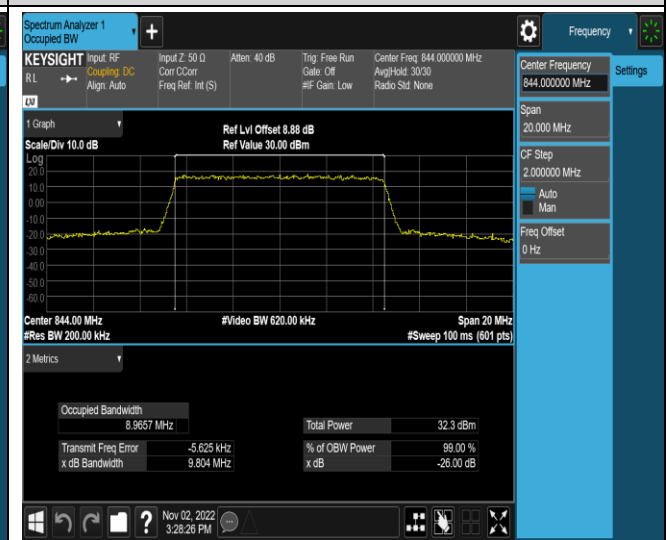 Spectrum Analyzer 1
Occupied BW
+
Frequency
KEYSIGHT
R L
LXI
Input: RF
Coupling: DC
Align: Auto
Input Z: 50 Ω
Corr CCorr
Freq Ref: Int (S)
Atten: 40 dB
Trig: Free Run
Gate: Off
#IF Gain: Low
Center Freq: 844.000000 MHz
Avg|Hold: 30/30
Radio Std: None
Center Frequency
844.000000 MHz
Settings
Span
20.000 MHz
CF Step
2.000000 MHz
Auto
Man
Freq Offset
0 Hz
1 Graph
Scale/Div 10.0 dB
Ref Lvl Offset 8.88 dB
Ref Value 30.00 dBm
Log
20.0
10.0
0.00
-10.0
-20.0
-30.0
-40.0
-50.0
-60.0
Center 844.00 MHz
#Video BW 620.00 kHz
Span 20 MHz
#Res BW 200.00 kHz
#Sweep 100 ms (601 pts)
2 Metrics
Occupied Bandwidth
8.9657 MHz
Total Power 32.3 dBm
Transmit Freq Error -5.625 kHz
% of OBW Power 99.00 %
x dB Bandwidth 9.804 MHz
x dB -26.00 dB
?
Nov 02, 2022
3:28:26 PM